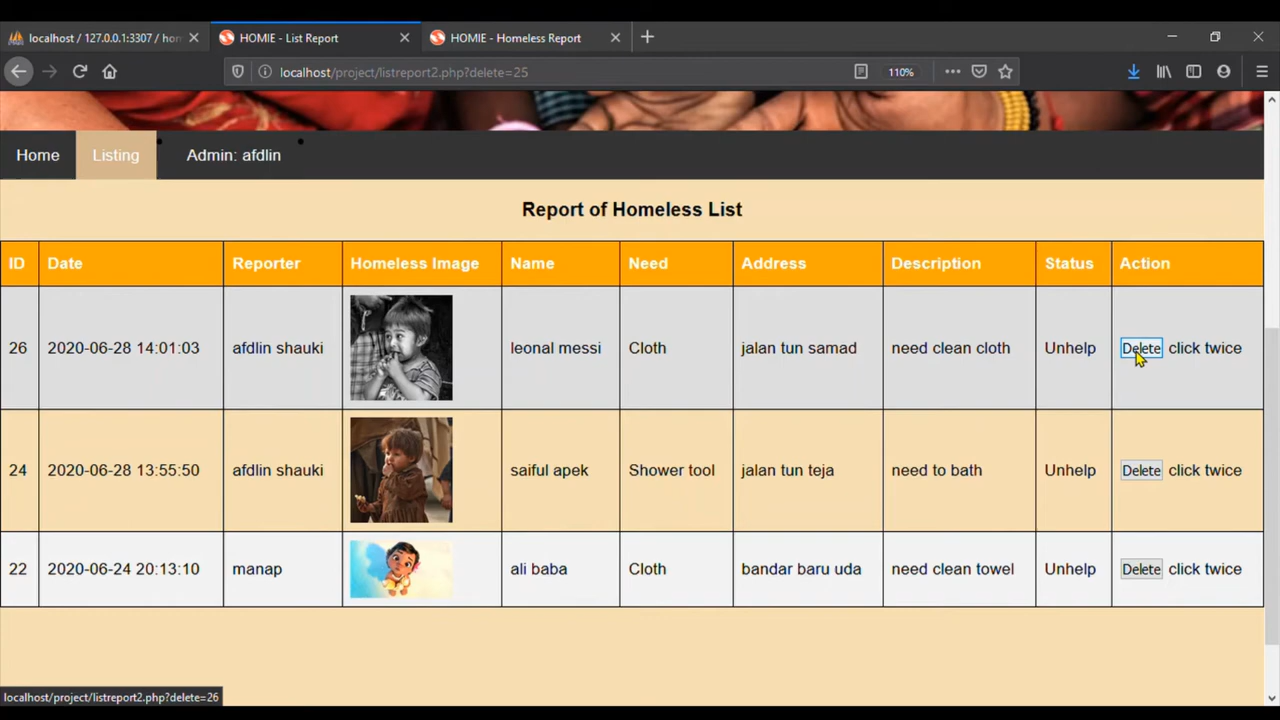 localhost / 127.0.0.1:3307 / hom
HOMIE - List Report
HOMIE - Homeless Report
localhost/project/listreport2.php?delete=25
110%
Home
Listing
Admin: afdlin
Report of Homeless List
ID Date Reporter Homeless Image Name Need Address Description Status Action
26 2020-06-28 14:01:03 afdlin shauki leonal messi Cloth jalan tun samad need clean cloth Unhelp Delete click twice
24 2020-06-28 13:55:50 afdlin shauki saiful apek Shower tool jalan tun teja need to bath Unhelp Delete click twice
22 2020-06-24 20:13:10 manap ali baba Cloth bandar baru uda need clean towel Unhelp Delete click twice
localhost/project/listreport2.php?delete=26